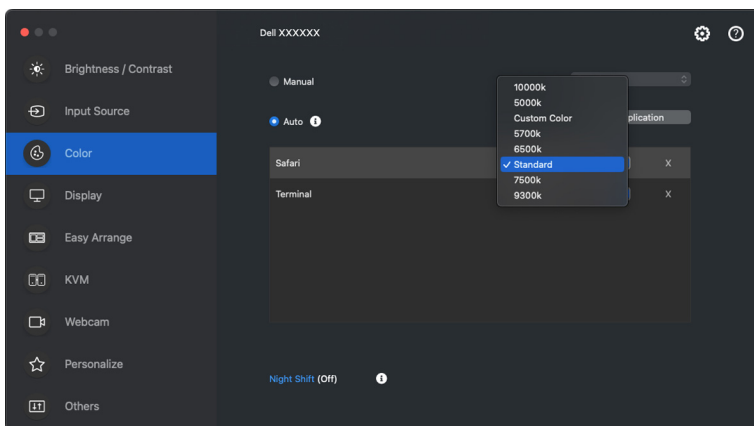 Dell XXXXXX
Brightness / Contrast
Input Source
Color
Display
Easy Arrange
KVM
Webcam
Personalize
Others
Manual
Auto
Safari
X
Terminal
X
10000k
5000k
Custom Color
5700k
6500k
✓ Standard
7500k
9300k
Night Shift (Off)